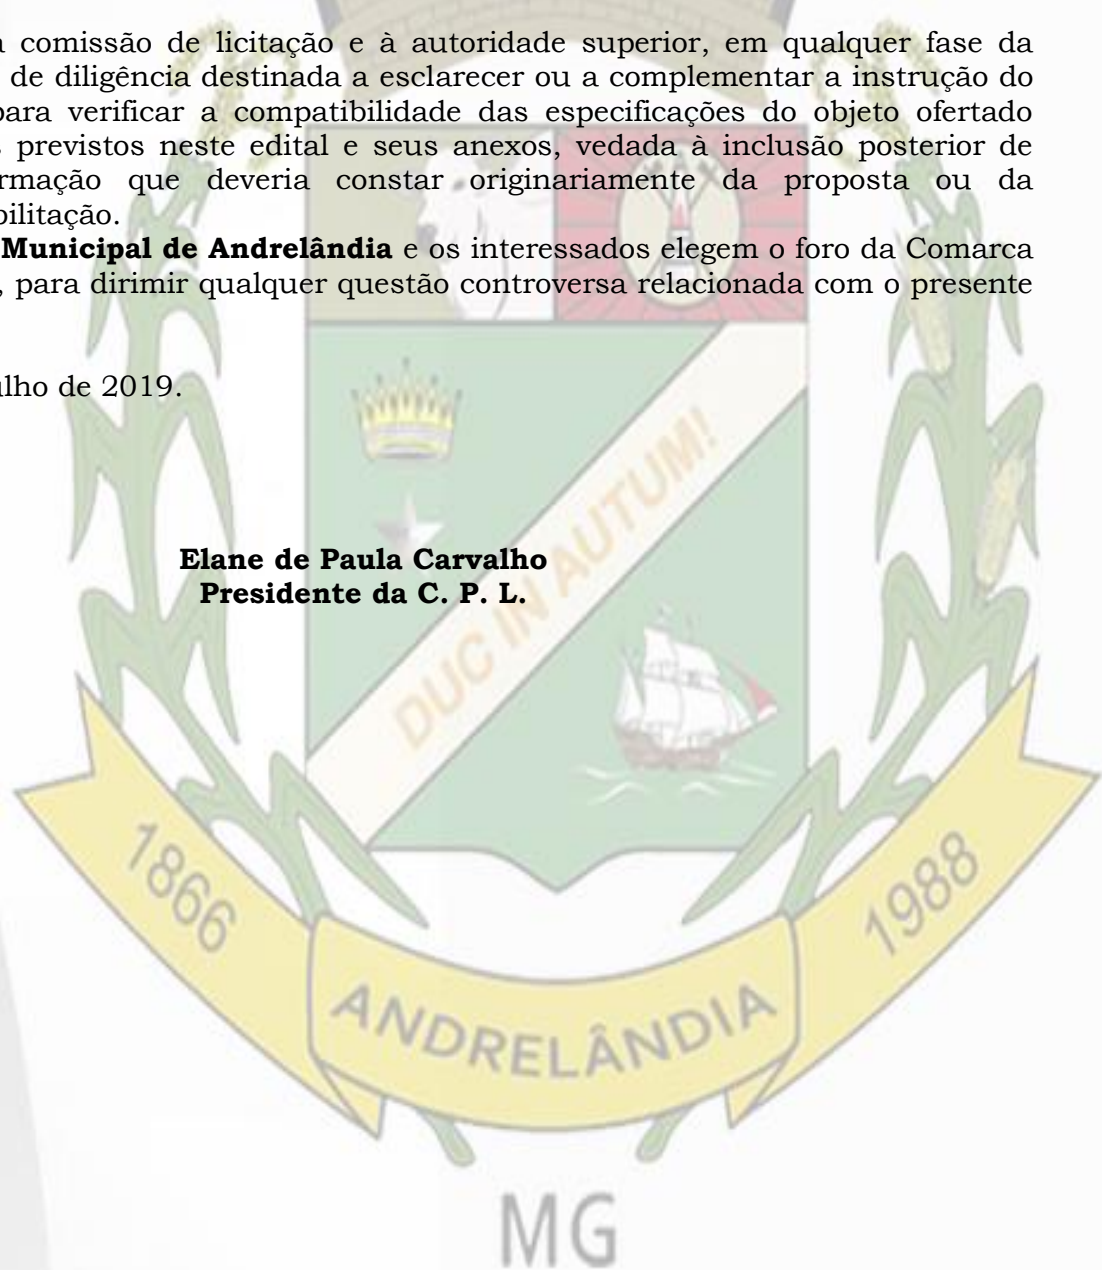 comissão de licitação e à autoridade superior, em qualquer fase da
de diligência destinada a esclarecer ou a complementar a instrução do
para verificar a compatibilidade das especificações do objeto ofertado
previstos neste edital e seus anexos, vedada à inclusão posterior de
rmação que deveria constar originariamente da proposta ou da
bilitação.
Municipal de Andrelândia e os interessados elegem o foro da Comarca
, para dirimir qualquer questão controversa relacionada com o presente
ulho de 2019.
Elane de Paula Carvalho
Presidente da C. P. L.
DUC IN AUTUM!
1866
ANDRELÂNDIA
1988
MG